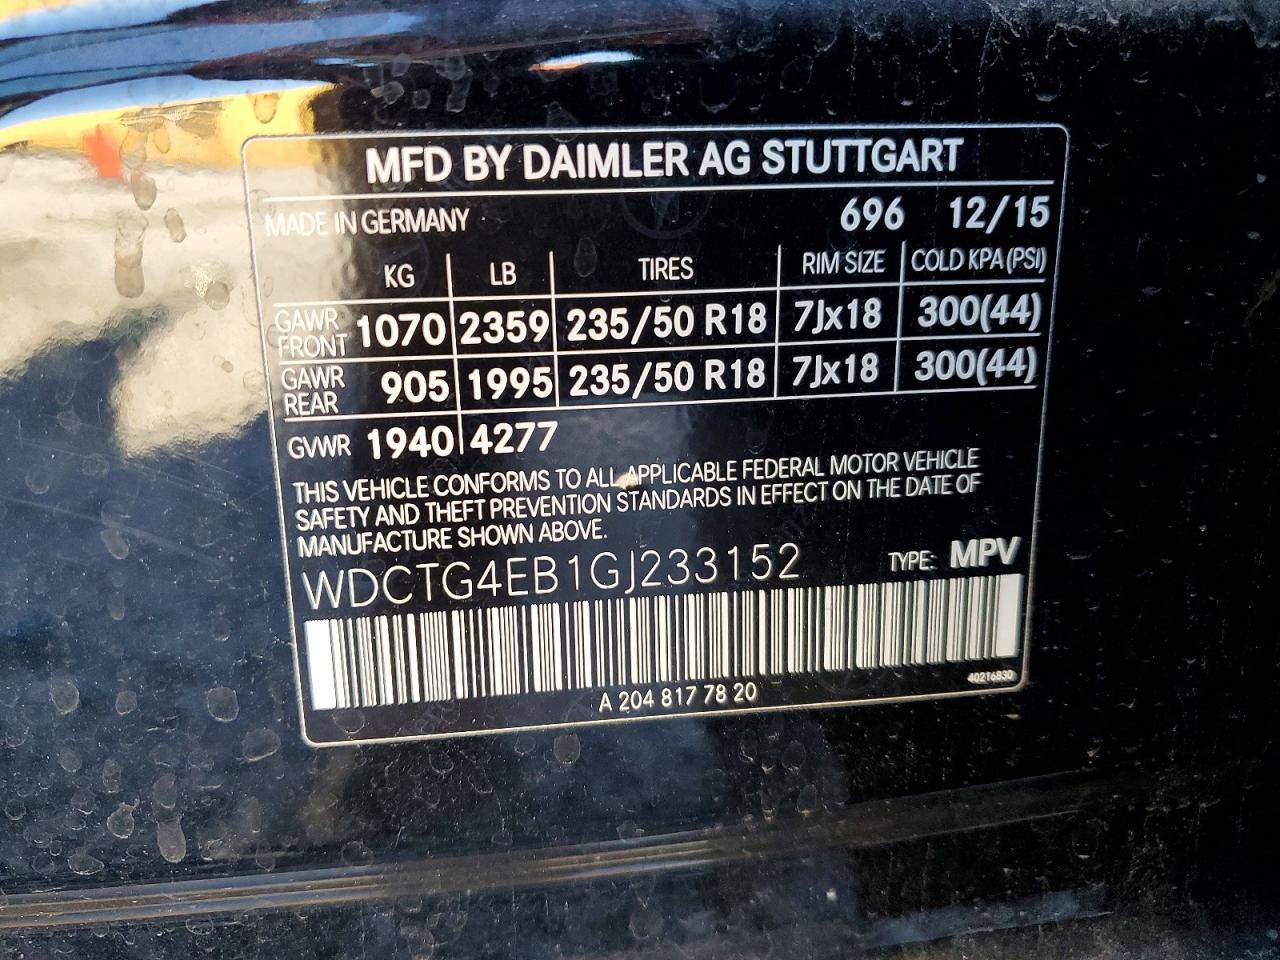 MFD BY DAIMLER AG STUTTGART
MADE IN GERMANY 696 12/15
KG LB TIRES RIM SIZE COLD KPA (PSI)
GAWR FRONT 1070 2359 235/50 R18 7Jx18 300(44)
GAWR REAR 905 1995 235/50 R18 7Jx18 300(44)
GVWR 1940 4277
THIS VEHICLE CONFORMS TO ALL APPLICABLE FEDERAL MOTOR VEHICLE
SAFETY AND THEFT PREVENTION STANDARDS IN EFFECT ON THE DATE OF
MANUFACTURE SHOWN ABOVE.
WDCTG4EB1GJ233152 TYPE: MPV
A 204 817 78 20 40216830